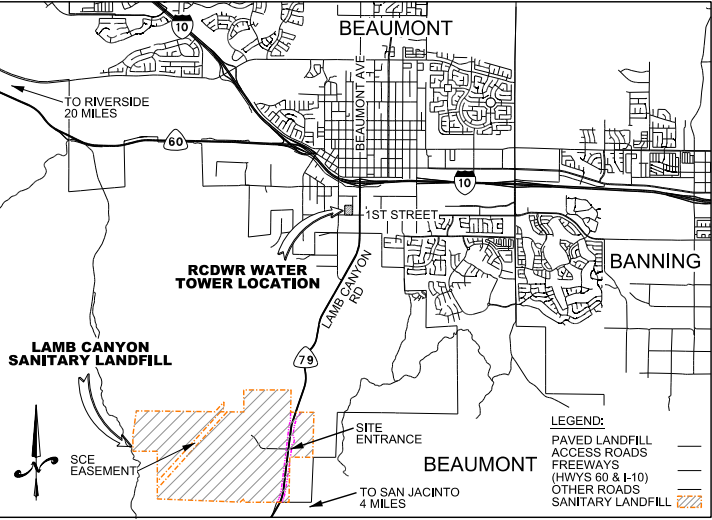 BEAUMONT
10
TO RIVERSIDE
20 MILES
BEAUMONT AVE
60
10
1ST STREET
RCDWR WATER
TOWER LOCATION
BANNING
LAMB CANYON
RD
LAMB CANYON
SANITARY LANDFILL
79
SITE
ENTRANCE
SCE
EASEMENT
N
BEAUMONT
TO SAN JACINTO
4 MILES
LEGEND:
PAVED LANDFILL
ACCESS ROADS
FREEWAYS
(HWYS 60 & I-10)
OTHER ROADS
SANITARY LANDFILL